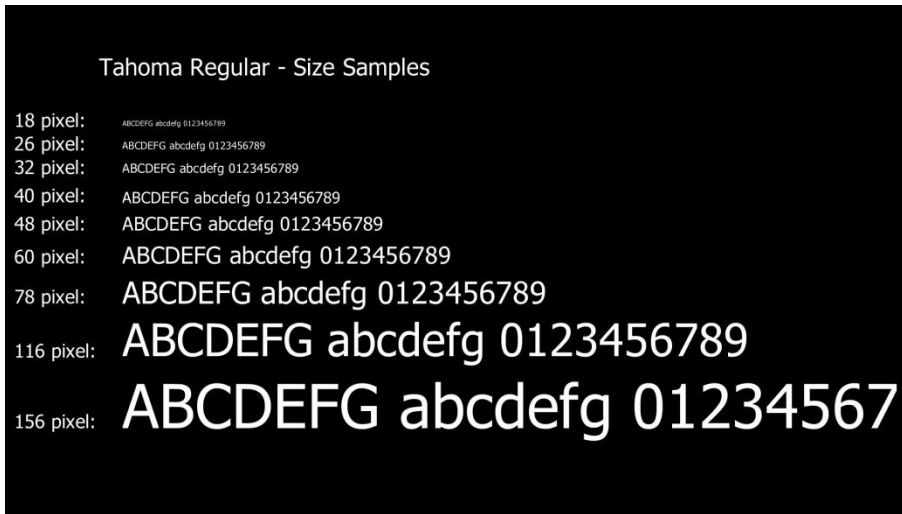 Tahoma Regular - Size Samples
18 pixel: ABCDEFG abcdefg 0123456789
26 pixel: ABCDEFG abcdefg 0123456789
32 pixel: ABCDEFG abcdefg 0123456789
40 pixel: ABCDEFG abcdefg 0123456789
48 pixel: ABCDEFG abcdefg 0123456789
60 pixel: ABCDEFG abcdefg 0123456789
78 pixel: ABCDEFG abcdefg 0123456789
116 pixel: ABCDEFG abcdefg 0123456789
156 pixel: ABCDEFG abcdefg 01234567